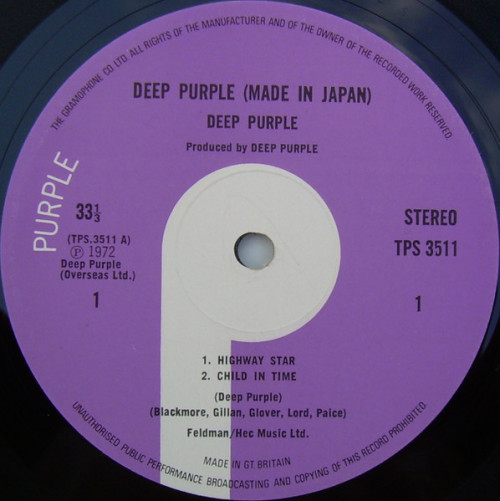 THE GRAMOPHONE CO LTD. ALL RIGHTS OF THE MANUFACTURER AND OF THE OWNER OF THE RECORDED WORK RESERVED.
DEEP PURPLE (MADE IN JAPAN)
DEEP PURPLE
Produced by DEEP PURPLE
PURPLE
33⅓
STEREO
(TPS.3511 A)
TPS 3511
Ⓟ 1972
Deep Purple
(Overseas Ltd.)
1
1
1. HIGHWAY STAR
2. CHILD IN TIME
(Deep Purple)
(Blackmore, Gillan, Glover, Lord, Paice)
Feldman/Hec Music Ltd.
MADE IN GT. BRITAIN
UNAUTHORISED PUBLIC PERFORMANCE BROADCASTING AND COPYING OF THIS RECORD PROHIBITED.